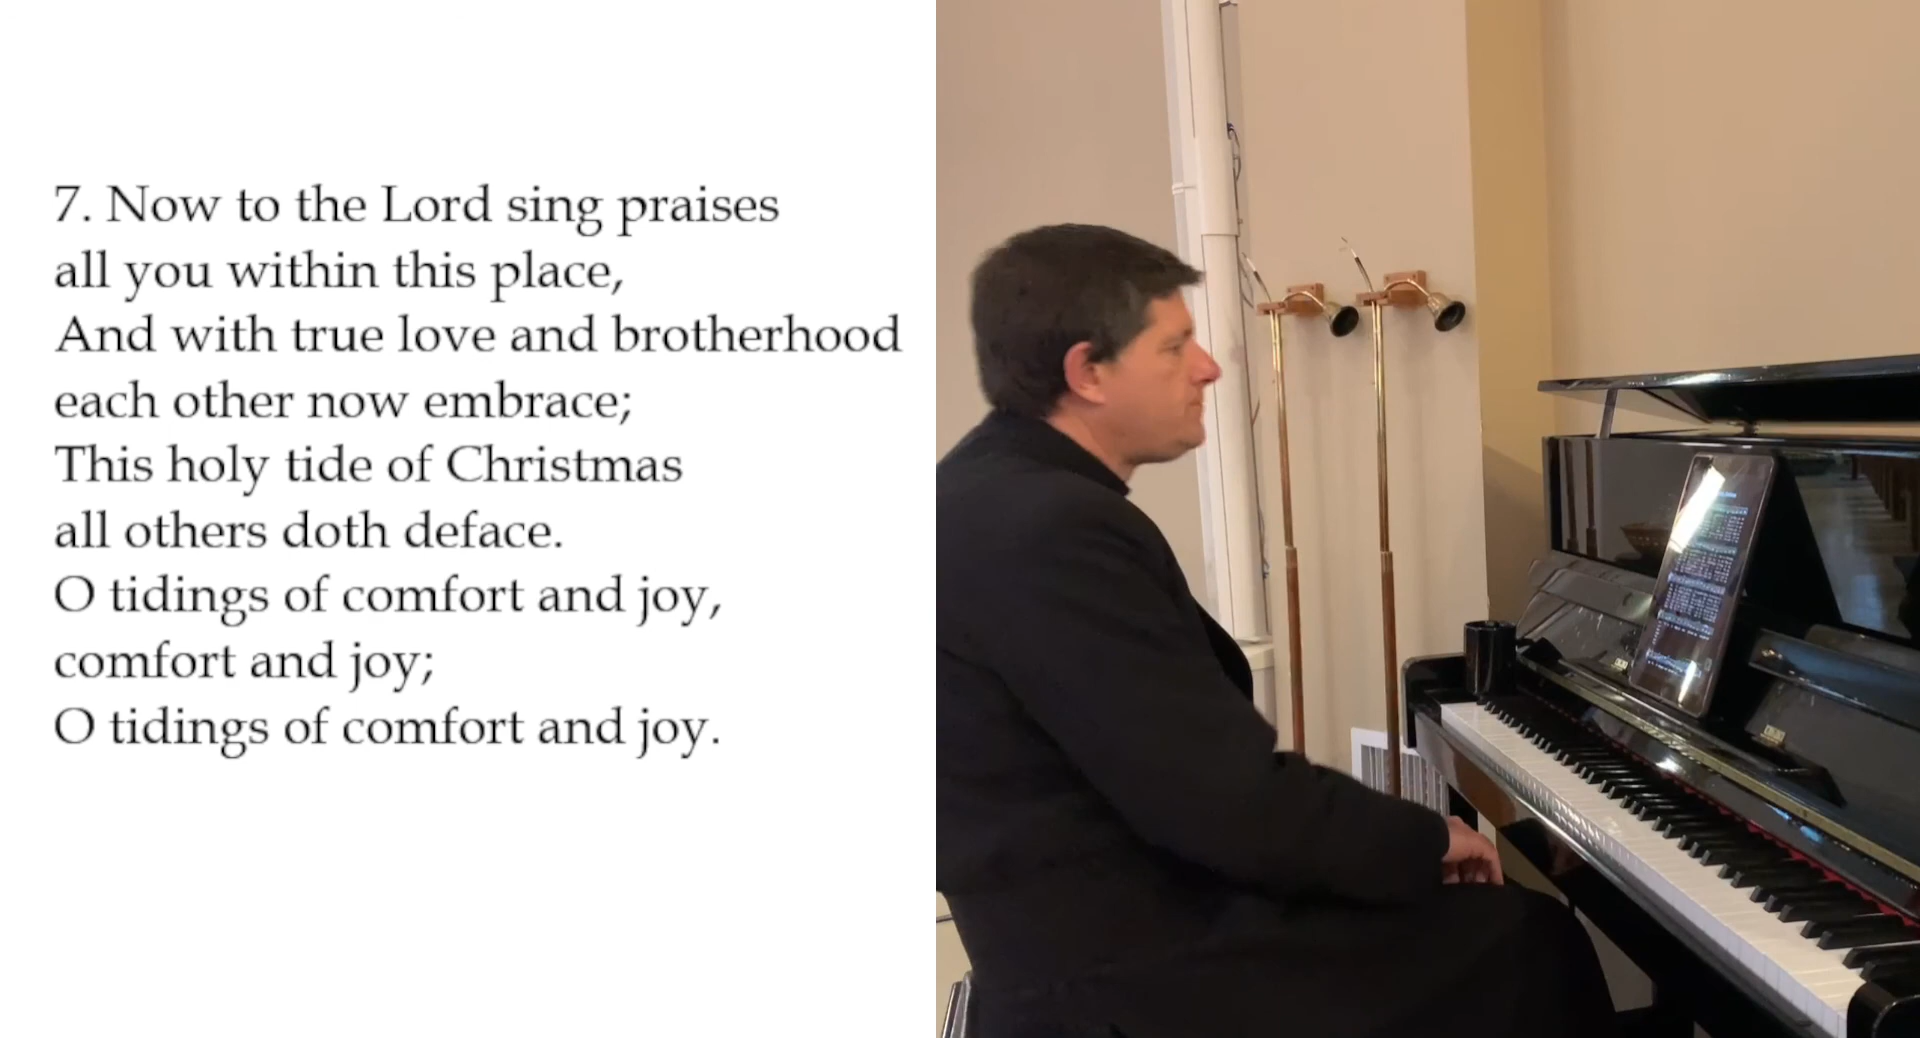 7. Now to the Lord sing praises
all you within this place,
And with true love and brotherhood
each other now embrace;
This holy tide of Christmas
all others doth deface.
O tidings of comfort and joy,
comfort and joy;
O tidings of comfort and joy.